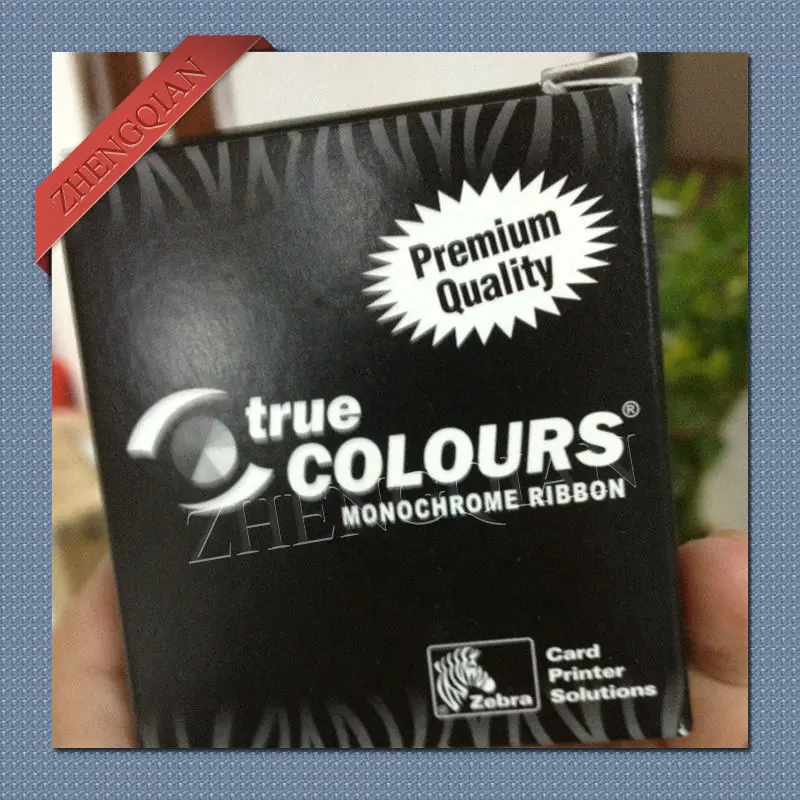 ZHENGQIAN
Premium
Quality
true
COLOURS®
MONOCHROME RIBBON
ZHENGQIAN
Zebra
®
Card
Printer
Solutions